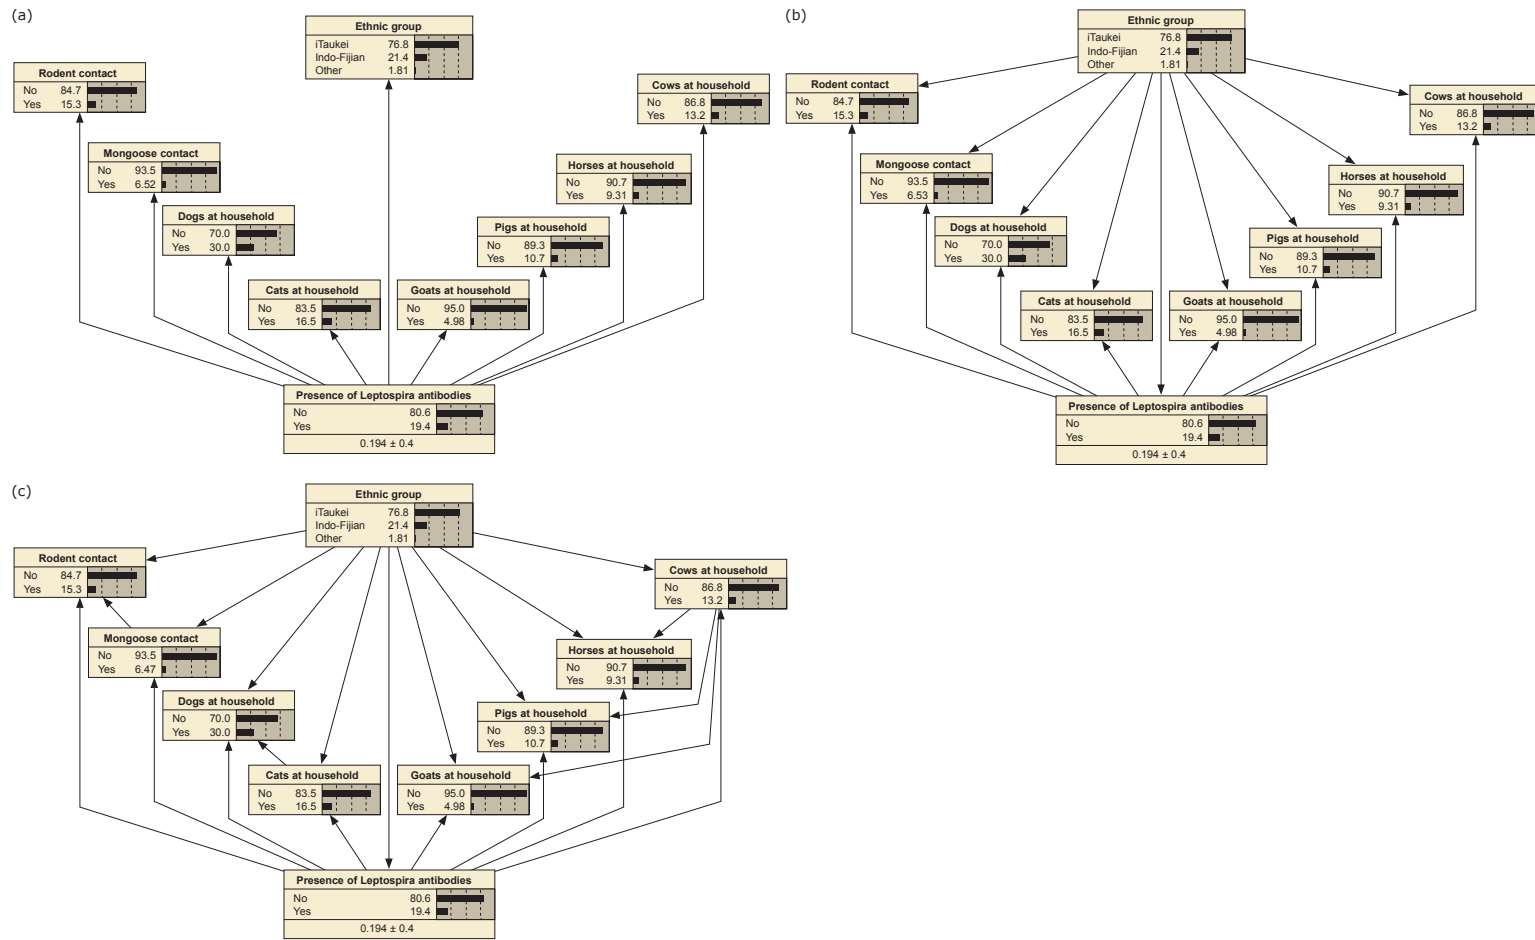 (a)
Ethnic group
iTaukei 76.8
Indo-Fijian 21.4
Other 1.81
Rodent contact
No 84.7
Yes 15.3
Cows at household
No 86.8
Yes 13.2
Mongoose contact
No 93.5
Yes 6.52
Horses at household
No 90.7
Yes 9.31
Dogs at household
No 70.0
Yes 30.0
Pigs at household
No 89.3
Yes 10.7
Cats at household
No 83.5
Yes 16.5
Goats at household
No 95.0
Yes 4.98
Presence of Leptospira antibodies
No 80.6
Yes 19.4
0.194 ± 0.4
(b)
Ethnic group
iTaukei 76.8
Indo-Fijian 21.4
Other 1.81
Rodent contact
No 84.7
Yes 15.3
Cows at household
No 86.8
Yes 13.2
Mongoose contact
No 93.5
Yes 6.53
Horses at household
No 90.7
Yes 9.31
Dogs at household
No 70.0
Yes 30.0
Pigs at household
No 89.3
Yes 10.7
Cats at household
No 83.5
Yes 16.5
Goats at household
No 95.0
Yes 4.98
Presence of Leptospira antibodies
No 80.6
Yes 19.4
0.194 ± 0.4
(c)
Ethnic group
iTaukei 76.8
Indo-Fijian 21.4
Other 1.81
Rodent contact
No 84.7
Yes 15.3
Cows at household
No 86.8
Yes 13.2
Mongoose contact
No 93.5
Yes 6.47
Horses at household
No 90.7
Yes 9.31
Dogs at household
No 70.0
Yes 30.0
Pigs at household
No 89.3
Yes 10.7
Cats at household
No 83.5
Yes 16.5
Goats at household
No 95.0
Yes 4.98
Presence of Leptospira antibodies
No 80.6
Yes 19.4
0.194 ± 0.4